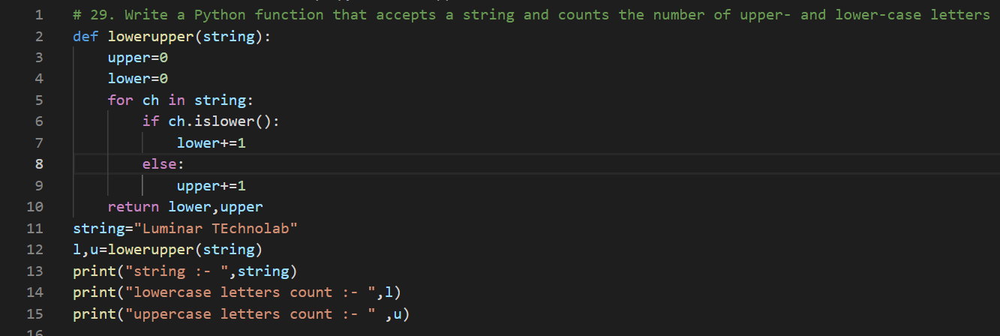 1 # 29. Write a Python function that accepts a string and counts the number of upper- and lower-case letters
2 def lowerupper(string):
3     upper=0
4     lower=0
5     for ch in string:
6         if ch.islower():
7             lower+=1
8         else:
9             upper+=1
10     return lower,upper
11 string="Luminar TEchnolab"
12 l,u=lowerupper(string)
13 print("string :- ",string)
14 print("lowercase letters count :- ",l)
15 print("uppercase letters count :- " ,u)
16